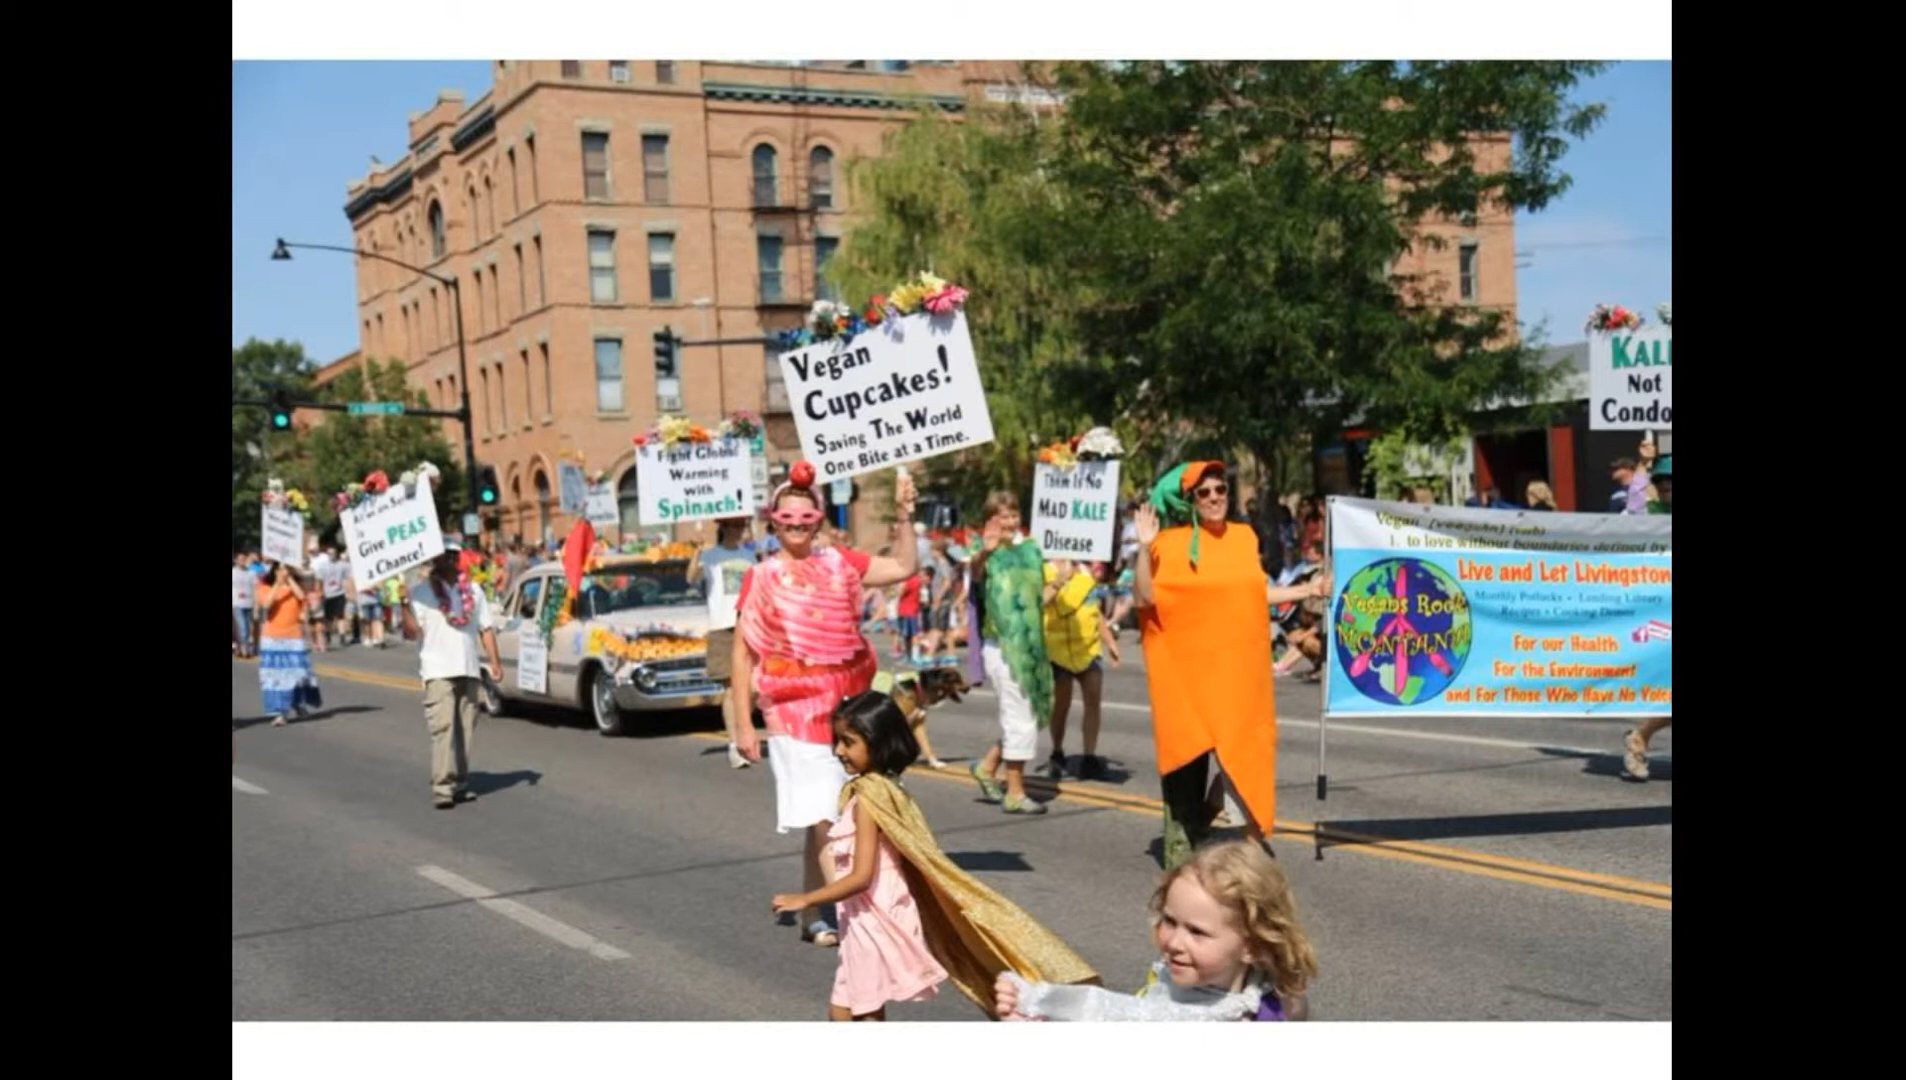 Vegan
Cupcakes!
Saving The World
One Bite at a Time.
Fight Global
Warming
with
Spinach!
Give PEAS
a Chance!
There Is No
MAD KALE
Disease
KAL
Not
Condo
Vegan (veeguhn) (verb)
1. to love without boundaries defined by
Live and Let Livingston
Monthly Potlucks • Lending Library
Recipes • Cooking Demos
Vegans Rock
MONTANA
For our Health
For the Environment
and For Those Who Have No Voice